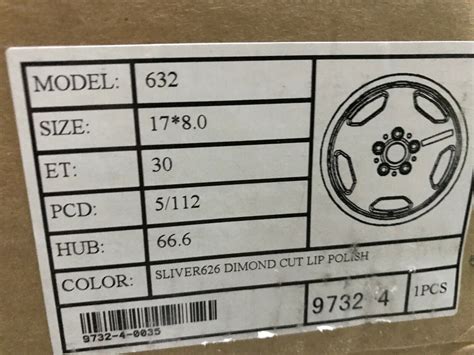 MODEL: 632
SIZE: 17*8.0
ET: 30
PCD: 5/112
HUB: 66.6
COLOR: SLIVER626 DIMOND CUT LIP POLISH
9732-4-0035
9732 4 1PCS